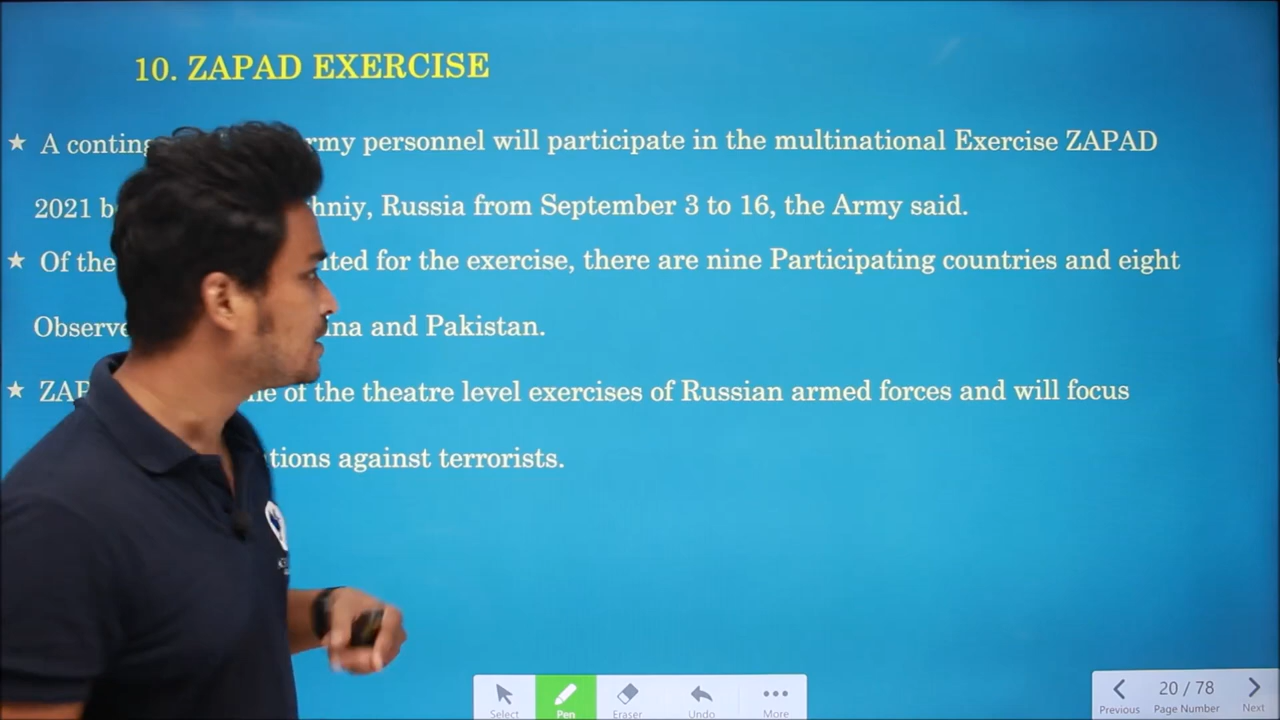 10. ZAPAD EXERCISE
★ A conting rmy personnel will participate in the multinational Exercise ZAPAD
2021 b hniy, Russia from September 3 to 16, the Army said.
★ Of the ited for the exercise, there are nine Participating countries and eight
Observe ina and Pakistan.
★ ZAP ne of the theatre level exercises of Russian armed forces and will focus
tions against terrorists.
Select Pen Eraser Undo More
20 / 78
Previous Page Number Next